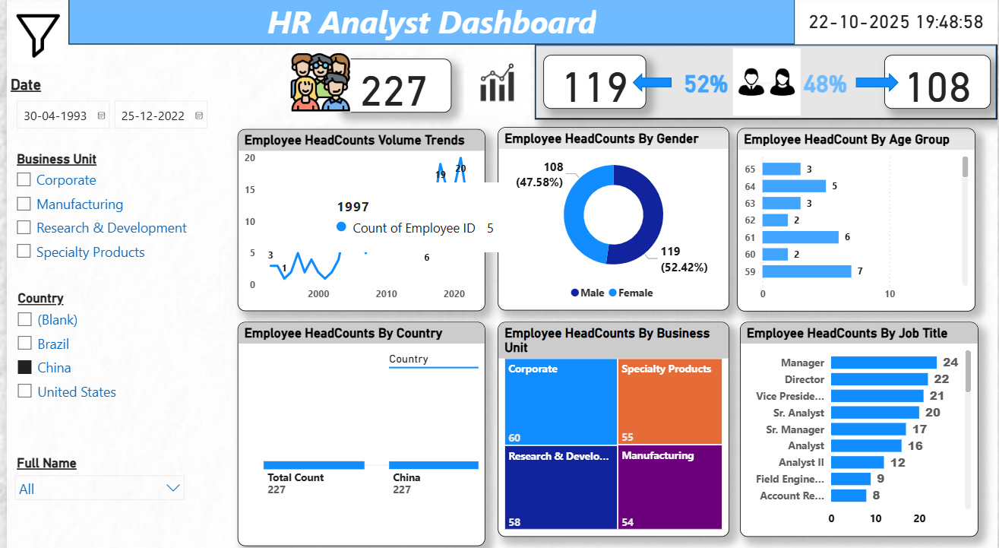 HR Analyst Dashboard
22-10-2025 19:48:58
227
119
52%
48%
108
Date
30-04-1993
25-12-2022
Business Unit
Corporate
Manufacturing
Research & Development
Specialty Products
Country
(Blank)
Brazil
China
United States
Full Name
All
Employee HeadCounts Volume Trends
20
15
10
5
0
3
1
19
20
6
1997
Count of Employee ID 5
2000
2010
2020
Employee HeadCounts By Gender
108
(47.58%)
119
(52.42%)
Male
Female
Employee HeadCount By Age Group
65 3
64 5
63 3
62 2
61 6
60 2
59 7
0 10
Employee HeadCounts By Country
Country
Total Count
227
China
227
Employee HeadCounts By Business
Unit
Corporate
60
Specialty Products
55
Research & Develo...
58
Manufacturing
54
Employee HeadCounts By Job Title
Manager 24
Director 22
Vice Preside... 21
Sr. Analyst 20
Sr. Manager 17
Analyst 16
Analyst II 12
Field Engine... 9
Account Re... 8
0 10 20